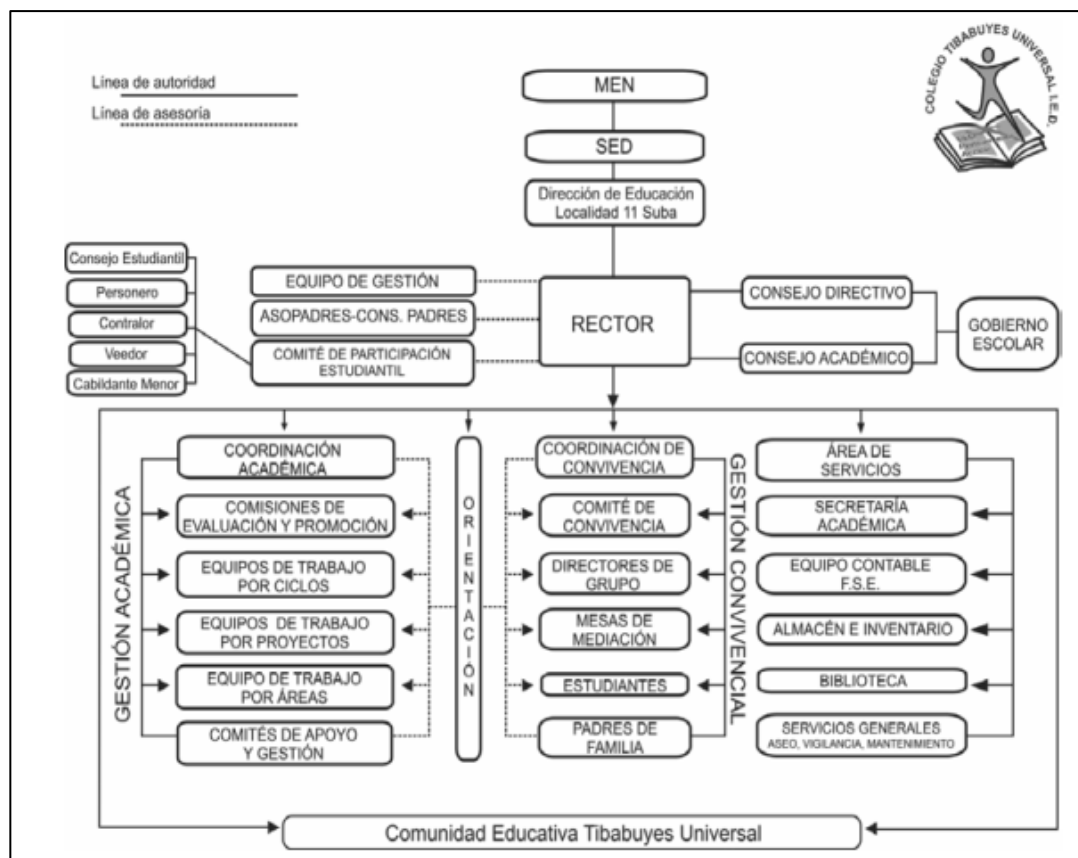 Línea de autoridad
Línea de asesoría
COLEGIO TIBABUYES UNIVERSAL I.E.D.
MEN
SED
Dirección de Educación
Localidad 11 Suba
Consejo Estudiantil
Personero
Contralor
Veedor
Cabildante Menor
EQUIPO DE GESTIÓN
ASOPADRES-CONS. PADRES
COMITÉ DE PARTICIPACIÓN
ESTUDIANTIL
RECTOR
CONSEJO DIRECTIVO
CONSEJO ACADÉMICO
GOBIERNO
ESCOLAR
GESTIÓN ACADÉMICA
COORDINACIÓN
ACADÉMICA
COMISIONES DE
EVALUACIÓN Y PROMOCIÓN
EQUIPOS DE TRABAJO
POR CICLOS
EQUIPOS DE TRABAJO
POR PROYECTOS
EQUIPO DE TRABAJO
POR ÁREAS
COMITÉS DE APOYO
Y GESTIÓN
ORIENTACIÓN
COORDINACIÓN DE
CONVIVENCIA
COMITÉ DE
CONVIVENCIA
DIRECTORES DE
GRUPO
MESAS DE
MEDIACIÓN
ESTUDIANTES
PADRES DE
FAMILIA
GESTIÓN CONVIVENCIAL
ÁREA DE
SERVICIOS
SECRETARÍA
ACADÉMICA
EQUIPO CONTABLE
F.S.E.
ALMACÉN E INVENTARIO
BIBLIOTECA
SERVICIOS GENERALES
ASEO, VIGILANCIA, MANTENIMIENTO
Comunidad Educativa Tibabuyes Universal